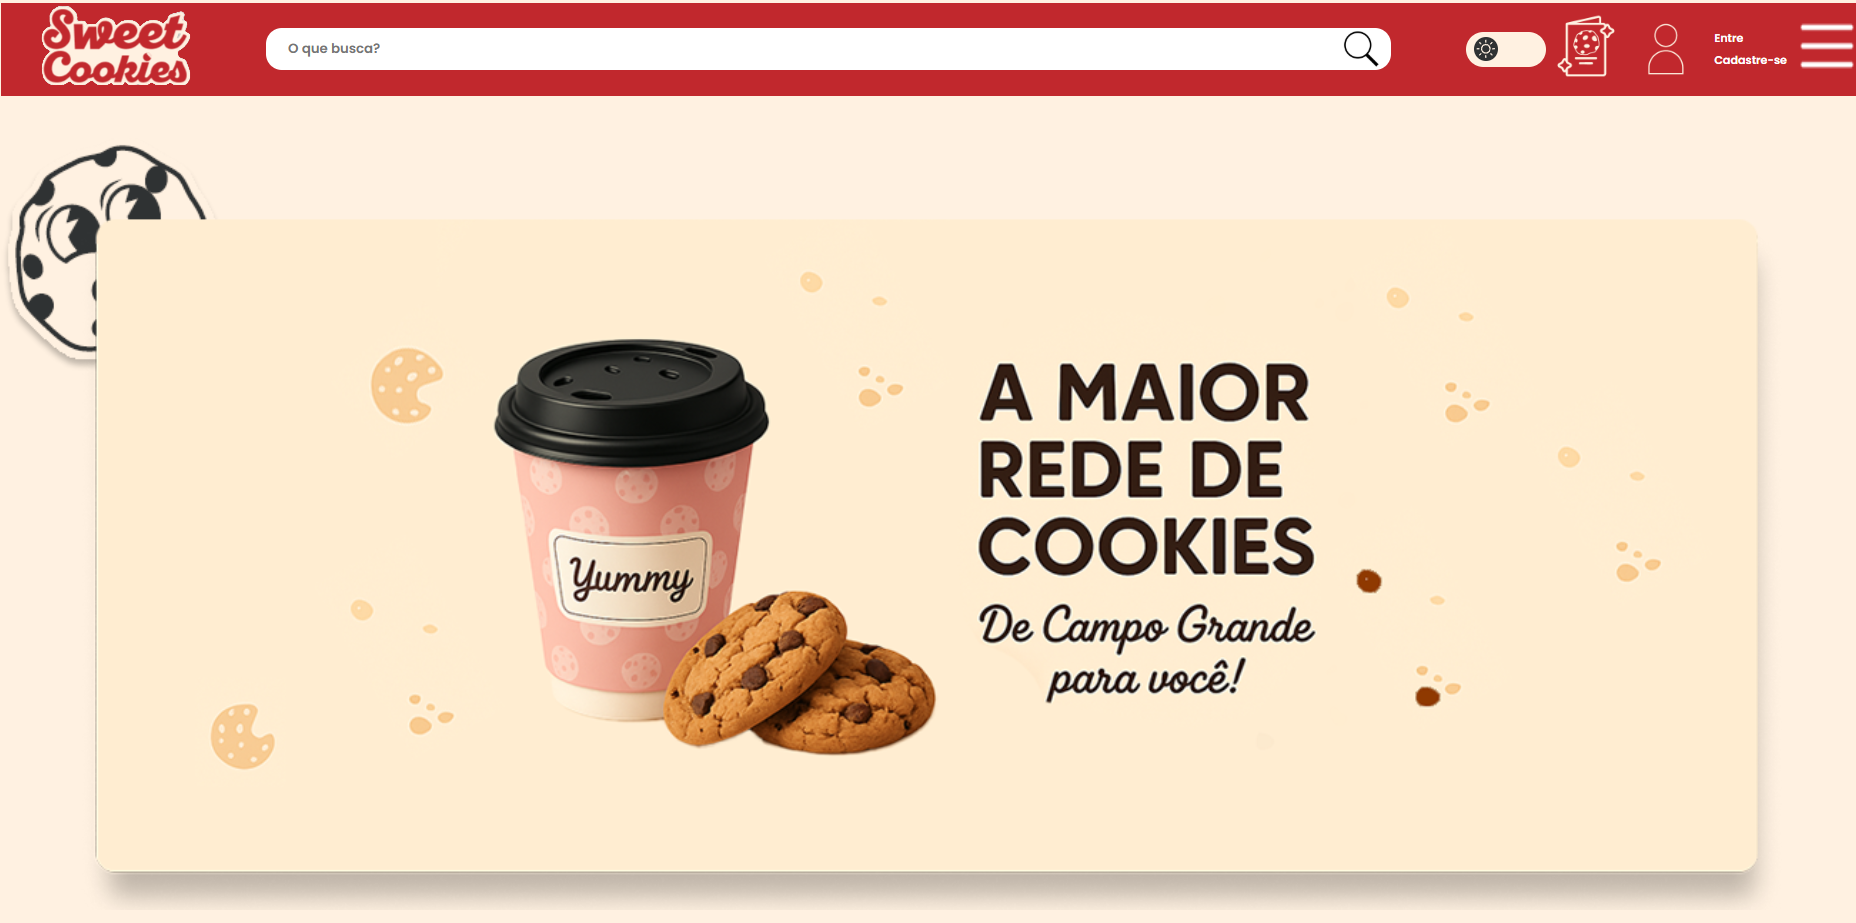 Sweet
Cookies
O que busca?
Entre
Cadastre-se
A MAIOR
REDE DE
COOKIES
De Campo Grande
para você!
Yummy